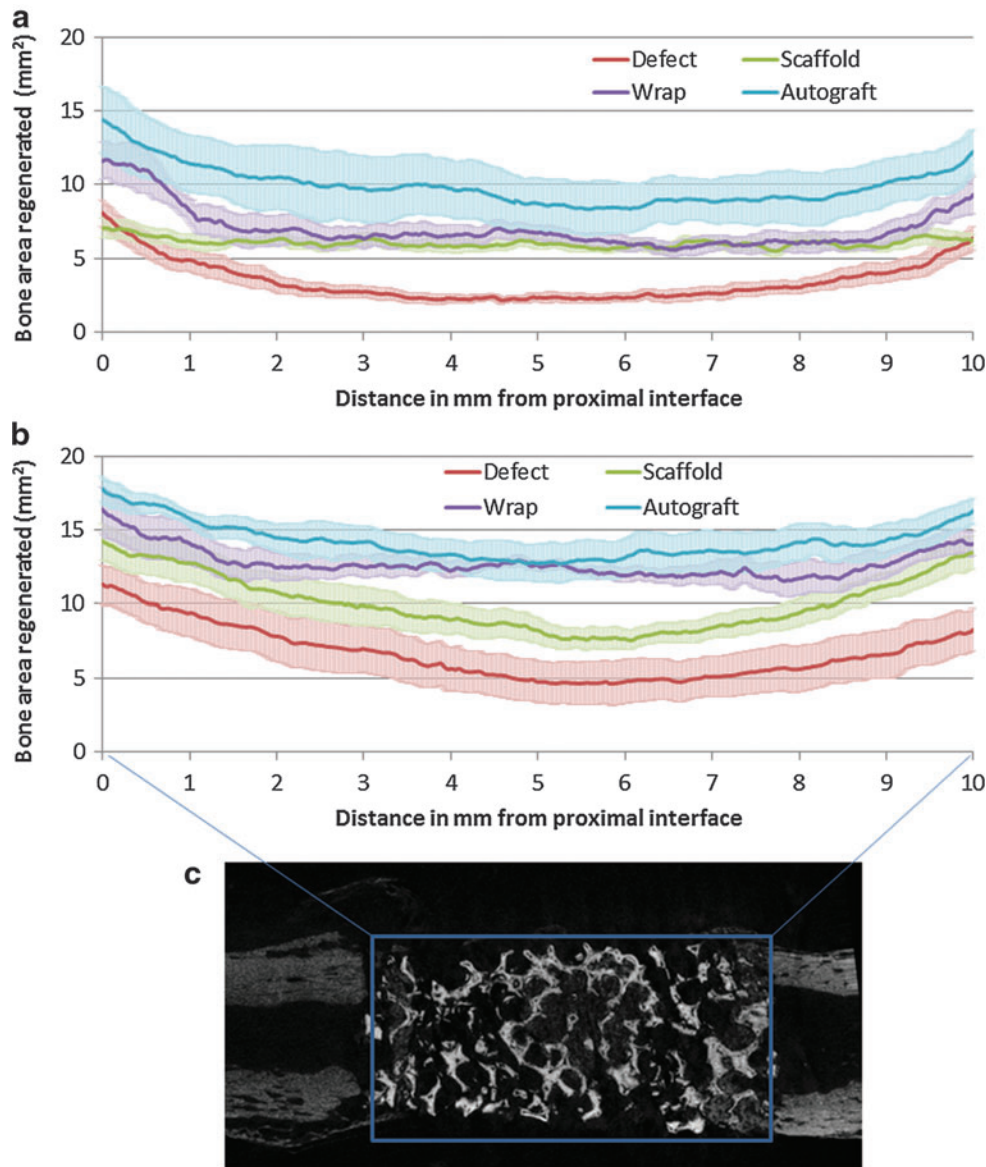 a
Bone area regenerated (mm²)
20
15
10
5
0
Defect
Scaffold
Wrap
Autograft
0 1 2 3 4 5 6 7 8 9 10
Distance in mm from proximal interface
b
Bone area regenerated (mm²)
20
15
10
5
0
Defect
Scaffold
Wrap
Autograft
0 1 2 3 4 5 6 7 8 9 10
Distance in mm from proximal interface
c